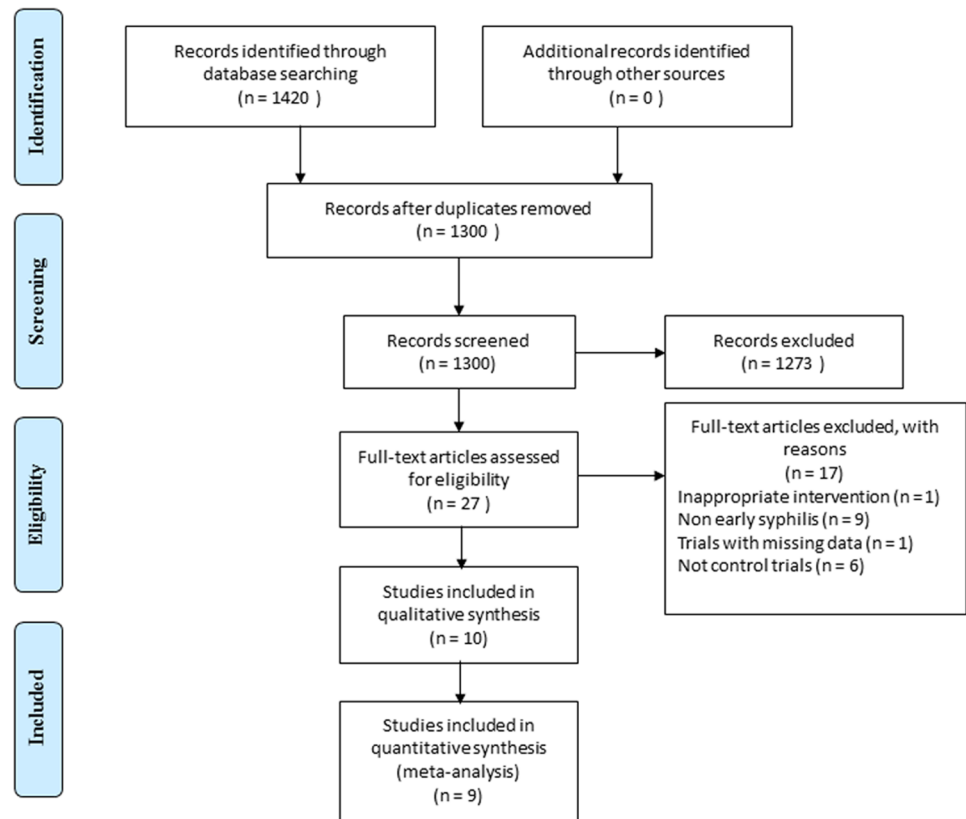 Identification
Records identified through
database searching
(n = 1420 )
Additional records identified
through other sources
(n = 0 )
Records after duplicates removed
(n = 1300 )
Screening
Records screened
(n = 1300)
Records excluded
(n = 1273 )
Eligibility
Full-text articles assessed
for eligibility
(n = 27 )
Full-text articles excluded, with
reasons
(n = 17)
Inappropriate intervention (n = 1)
Non early syphilis (n = 9)
Trials with missing data (n = 1)
Not control trials (n = 6)
Studies included in
qualitative synthesis
(n = 10)
Included
Studies included in
quantitative synthesis
(meta-analysis)
(n = 9)